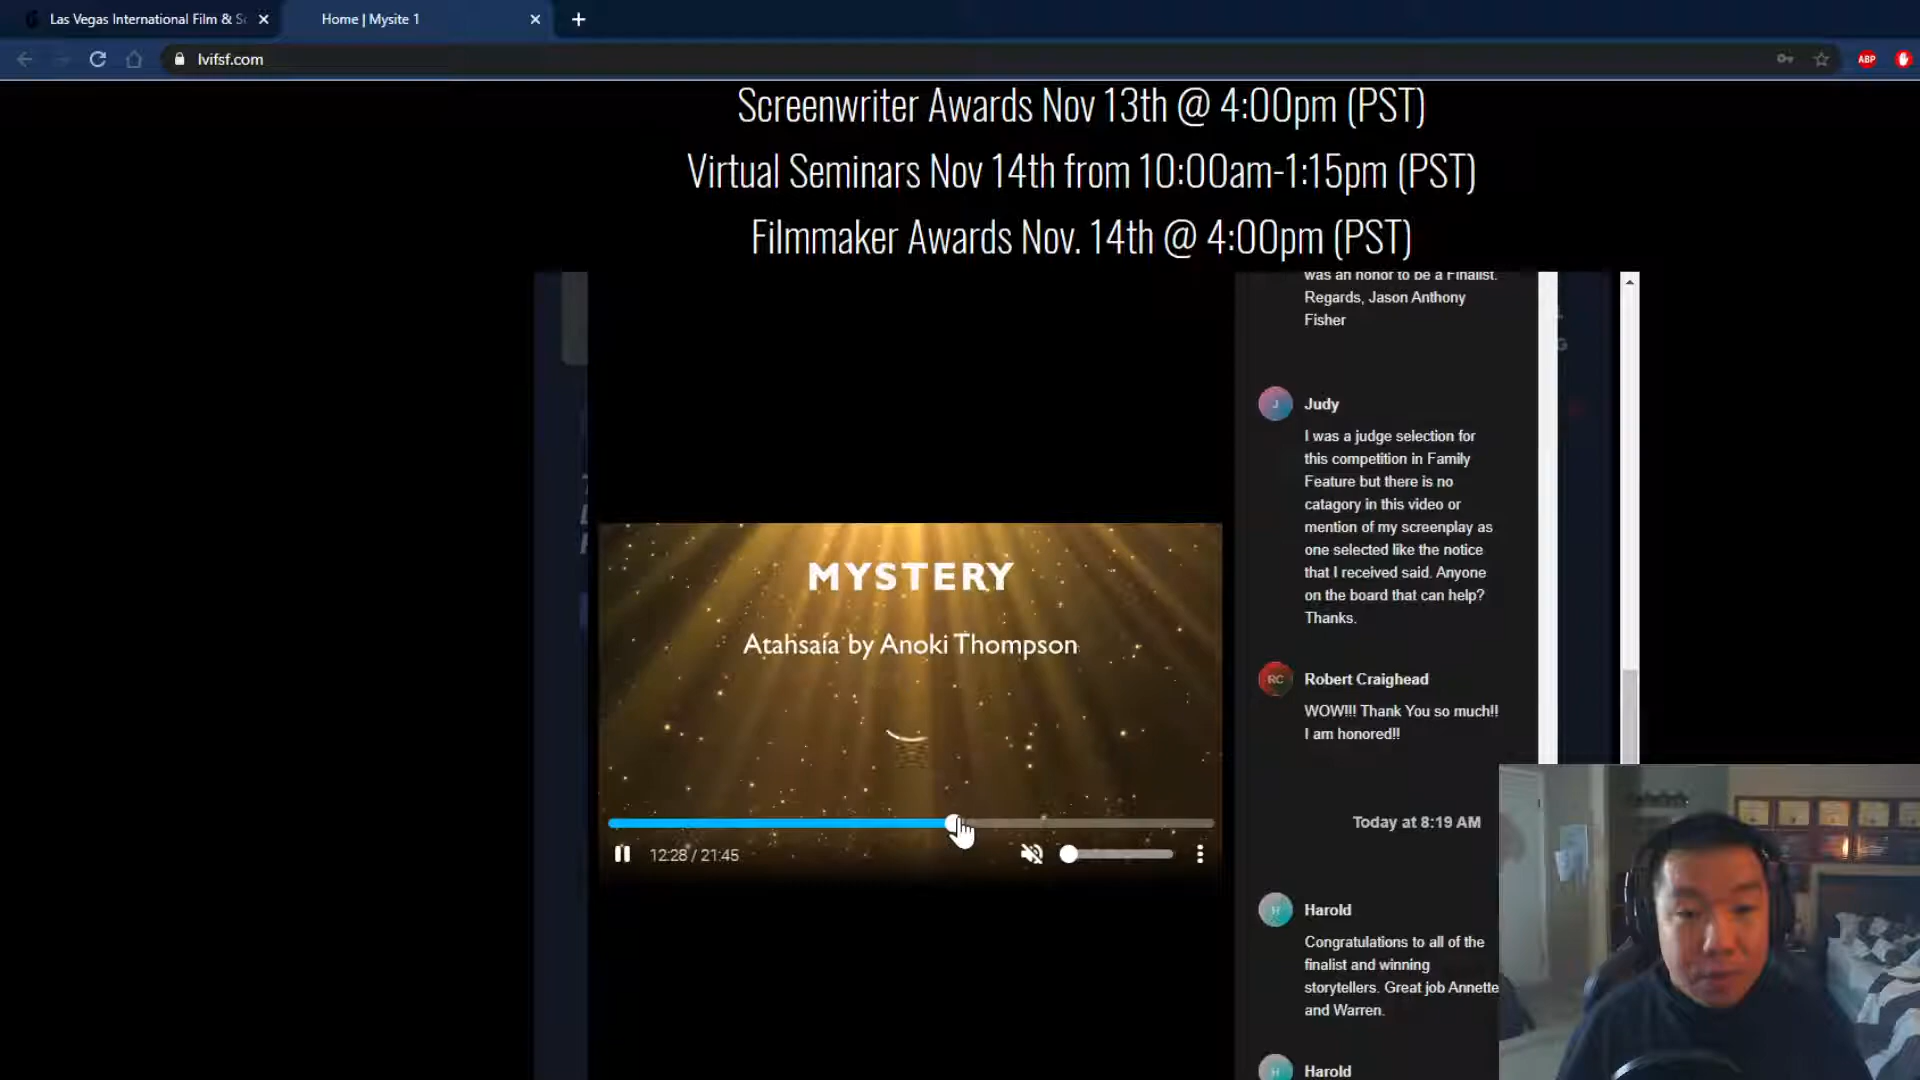 Las Vegas International Film & Sc
Home | Mysite 1
lvifsf.com
ABP
Screenwriter Awards Nov 13th @ 4:00pm (PST)
Virtual Seminars Nov 14th from 10:00am-1:15pm (PST)
Filmmaker Awards Nov. 14th @ 4:00pm (PST)
was an honor to be a Finalist.
Regards, Jason Anthony
Fisher
J
Judy
I was a judge selection for
this competition in Family
Feature but there is no
catagory in this video or
mention of my screenplay as
one selected like the notice
that I received said. Anyone
on the board that can help?
Thanks.
RC
Robert Craighead
WOW!!! Thank You so much!!
I am honored!!
Today at 8:19 AM
H
Harold
Congratulations to all of the
finalist and winning
storytellers. Great job Annette
and Warren.
H
Harold
MYSTERY
Atahsaia by Anoki Thompson
12:28 / 21:45